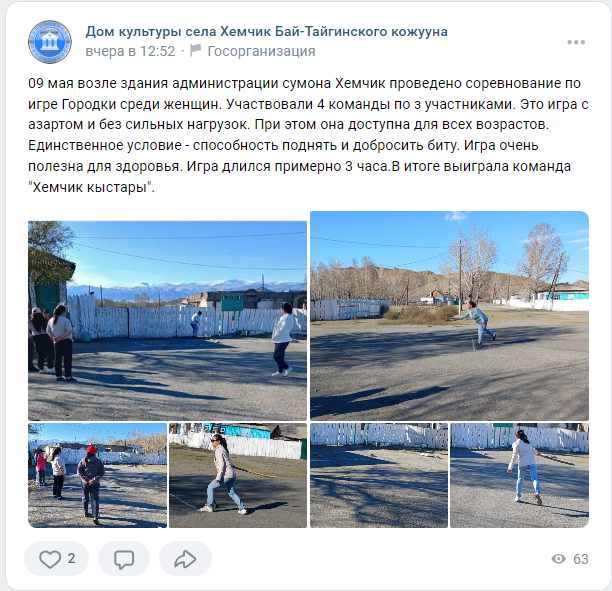 Дом культуры села Хемчик Бай-Тайгинского кожууна
вчера в 12:52 · Госорганизация
09 мая возле здания администрации сумона Хемчик проведено соревнование по
игре Городки среди женщин. Участвовали 4 команды по 3 участниками. Это игра с
азартом и без сильных нагрузок. При этом она доступна для всех возрастов.
Единственное условие - способность поднять и добросить биту. Игра очень
полезна для здоровья. Игра длился примерно 3 часа.В итоге выиграла команда
"Хемчик кыстары".
2
63